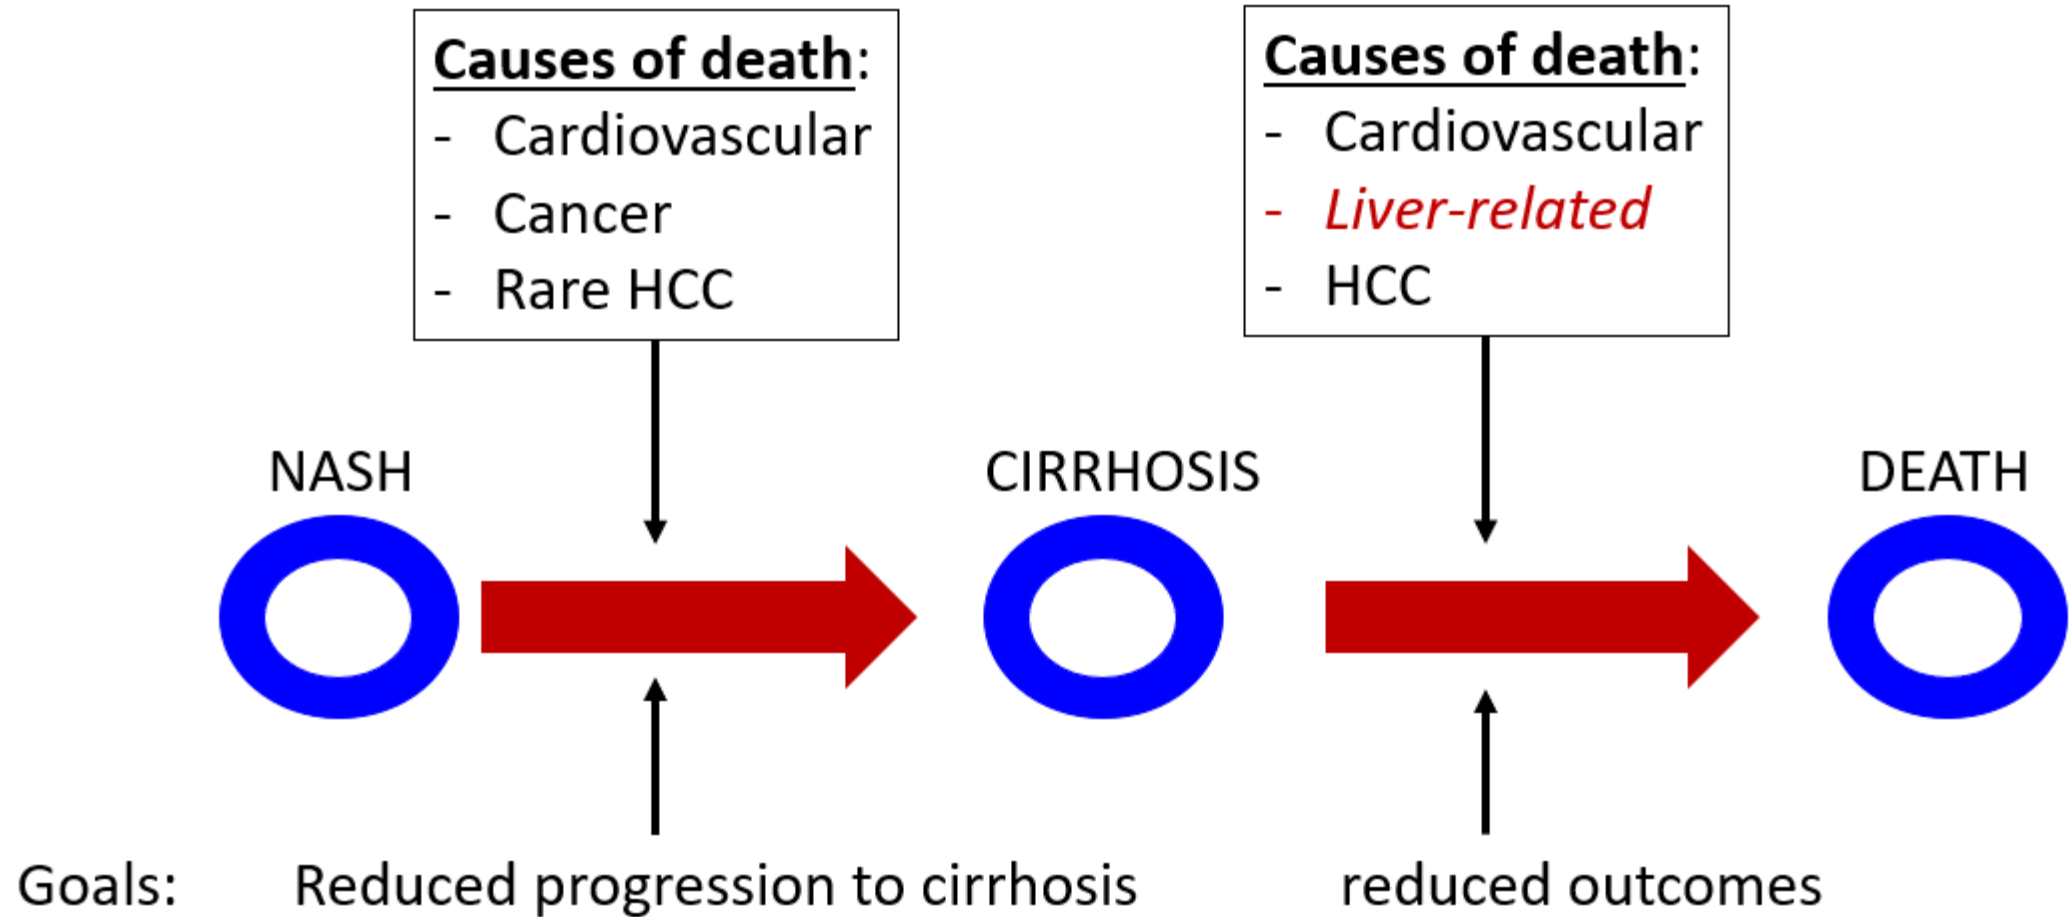 Causes of death:
- Cardiovascular
- Cancer
- Rare HCC
Causes of death:
- Cardiovascular
- Liver-related
- HCC
NASH
CIRRHOSIS
DEATH
Goals:
Reduced progression to cirrhosis
reduced outcomes